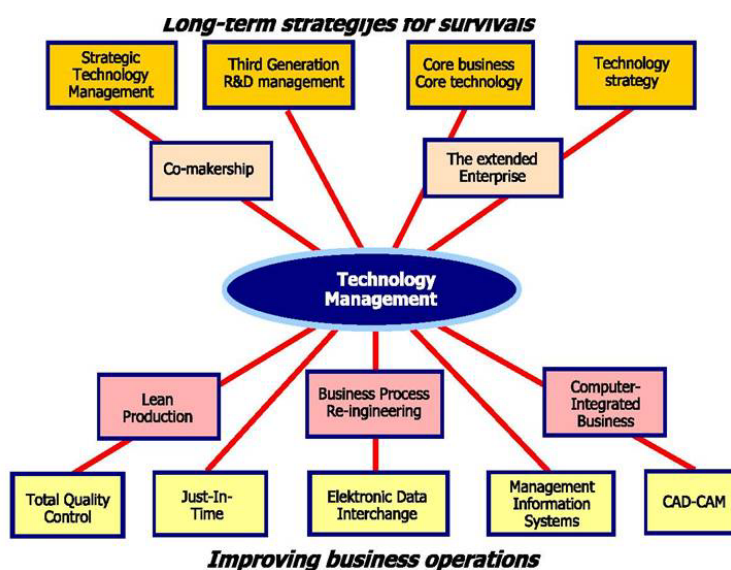 Long-term strategijes for survivals
Strategic
Technology
Management
Third Generation
R&D management
Core business
Core technology
Technology
strategy
Co-makership
The extended
Enterprise
Technology
Management
Lean
Production
Business Process
Re-ingineering
Computer-
Integrated
Business
Total Quality
Control
Just-In-
Time
Elektronic Data
Interchange
Management
Information
Systems
CAD-CAM
Improving business operations